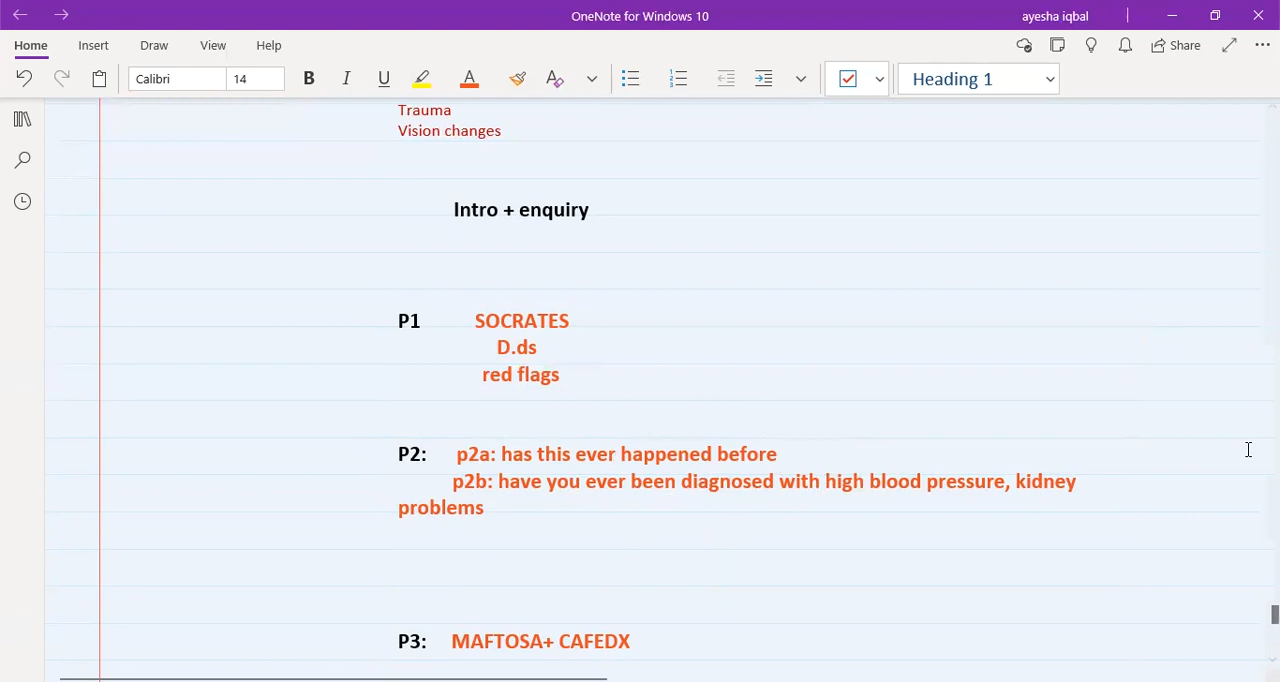 OneNote for Windows 10
ayesha iqbal
Home
Insert
Draw
View
Help
Share
Calibri
14
B
I
U
A
A
Heading 1
Trauma
Vision changes
Intro + enquiry
P1 SOCRATES
D.ds
red flags
P2: p2a: has this ever happened before
p2b: have you ever been diagnosed with high blood pressure, kidney
problems
P3: MAFTOSA+ CAFEDX